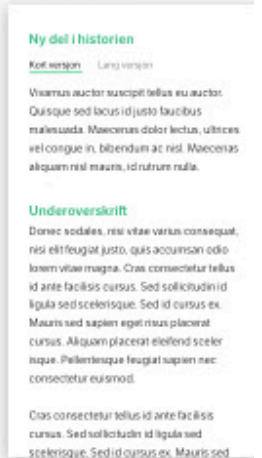 Ny del i historien
Kort versjon Lang versjon
Vivamus auctor suscipit tellus eu auctor.
Quisque sed lacus id justo faucibus
malesuada. Maecenas dolor lectus, ultrices
vel congue in, bibendum ac nisl. Maecenas
aliquam nisl mauris, id rutrum nulla.
Underoverskrift
Donec sodales, nisi vitae varius consequat,
nisi elit feugiat justo, quis accumsan odio
lorem vitae magna. Cras consectetur tellus
id ante facilisis cursus. Sed sollicitudin id
ligula sed scelerisque. Sed id cursus ex.
Mauris sed sapien eget risus placerat
cursus. Aliquam placerat eleifend sceler
isque. Pellentesque feugiat sapien nec
consectetur euismod.
Cras consectetur tellus id ante facilisis
cursus. Sed sollicitudin id ligula sed
scelerisque. Sed id cursus ex. Mauris sed